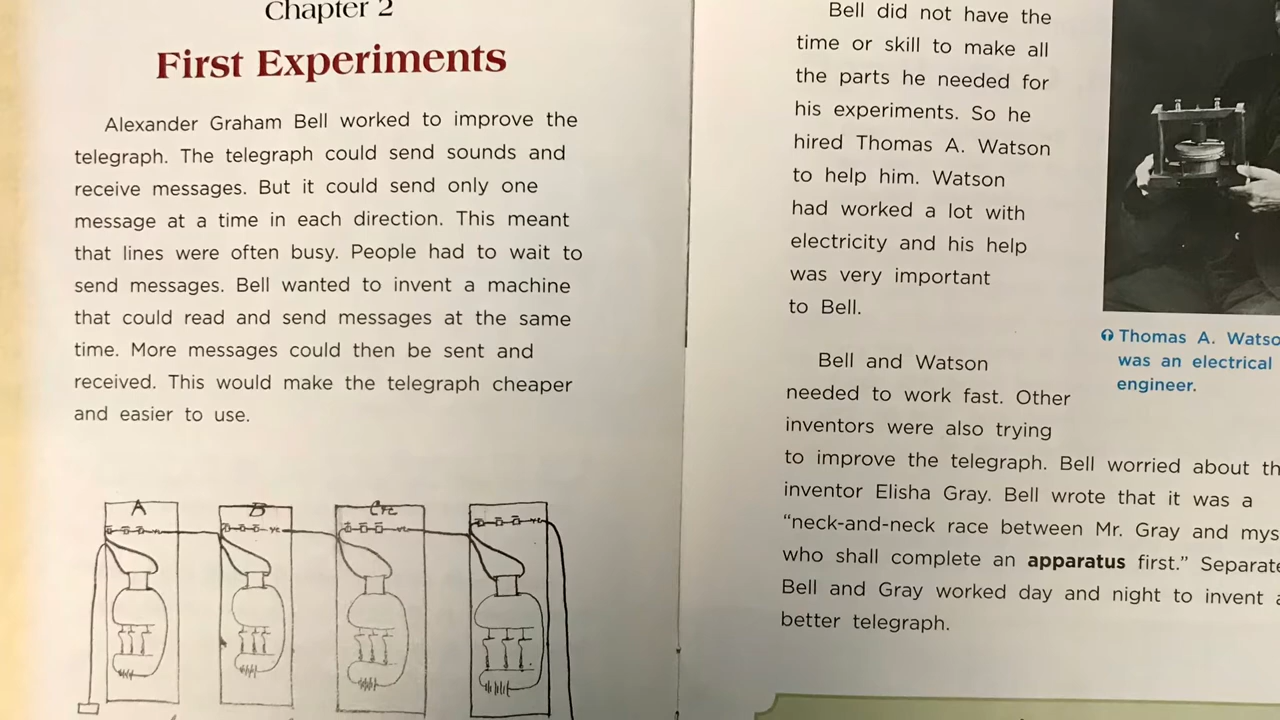 Chapter 2
First Experiments
Alexander Graham Bell worked to improve the
telegraph. The telegraph could send sounds and
receive messages. But it could send only one
message at a time in each direction. This meant
that lines were often busy. People had to wait to
send messages. Bell wanted to invent a machine
that could read and send messages at the same
time. More messages could then be sent and
received. This would make the telegraph cheaper
and easier to use.
A
B
Bell did not have the
time or skill to make all
the parts he needed for
his experiments. So he
hired Thomas A. Watson
to help him. Watson
had worked a lot with
electricity and his help
was very important
to Bell.
Thomas A.
was an electrical
engineer.
Bell and Watson
needed to work fast. Other
inventors were also trying
to improve the telegraph. Bell worried about
inventor Elisha Gray. Bell wrote that it was a
“neck-and-neck race between Mr. Gray and
who shall complete an apparatus first.”
Bell and Gray worked day and night to invent
better telegraph.